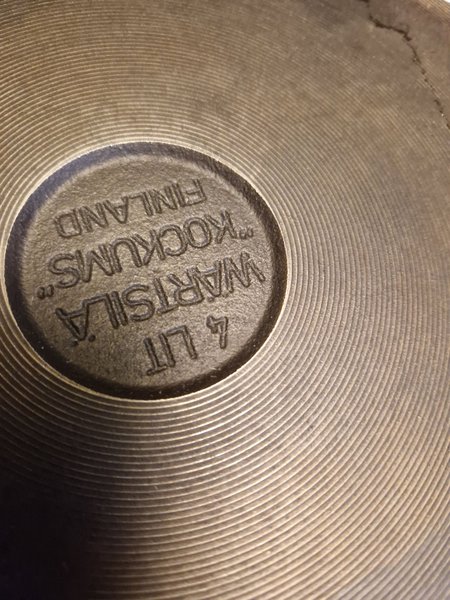 4 LIT
WÄRTSILÄ
"KOCKUMS"
FINLAND